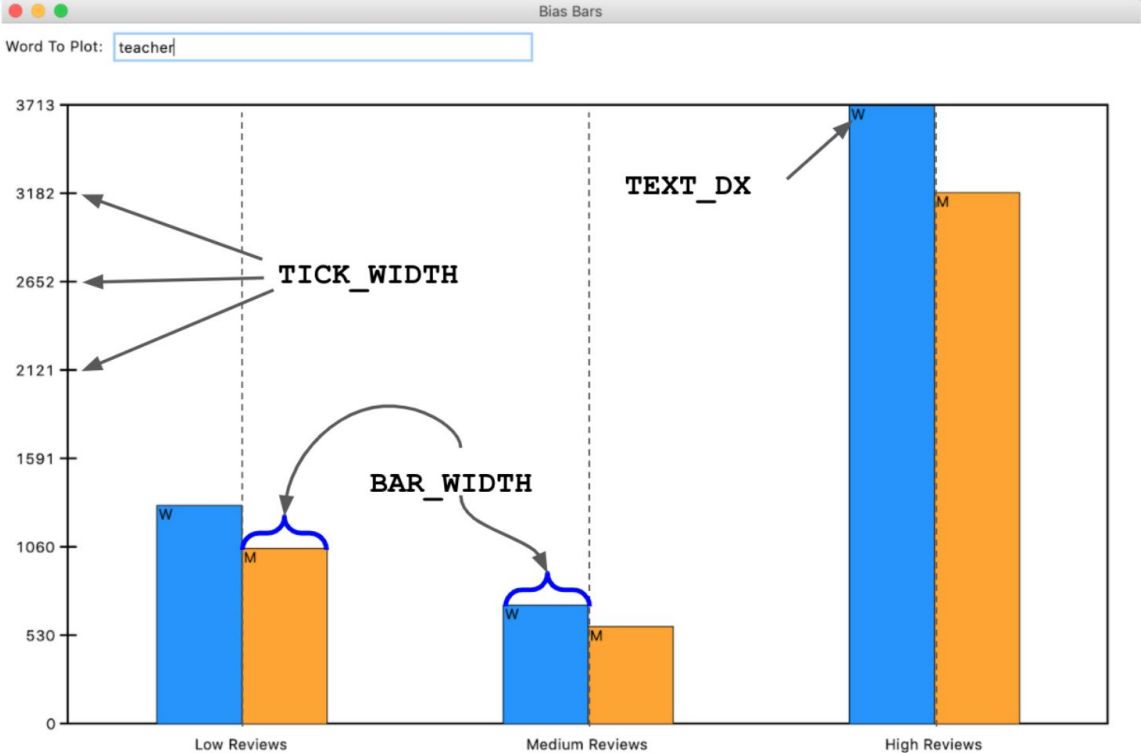 Bias Bars
Word To Plot: teacher
3713
W
TEXT_DX
3182
M
TICK_WIDTH
2652
2121
1591
BAR_WIDTH
W
1060
M
W
530
M
0
Low Reviews
Medium Reviews
High Reviews